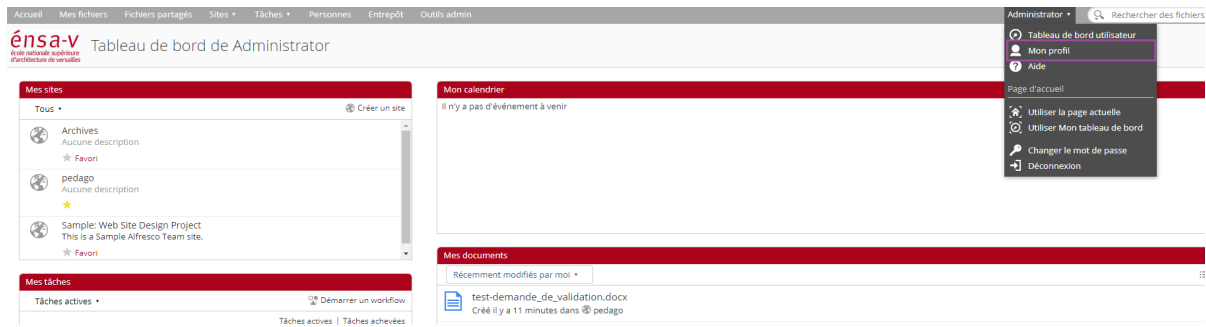 Accueil Mes fichiers Fichiers partagés Sites Tâches Personnes Entrepôt Outils admin Administrator Rechercher des fichiers
énsa-v
école nationale supérieure
d'architecture de versailles
Tableau de bord de Administrator
Tableau de bord utilisateur
Mon profil
Aide
Page d'accueil
Utiliser la page actuelle
Utiliser Mon tableau de bord
Changer le mot de passe
Déconnexion
Mes sites
Tous Créer un site
Archives
Aucune description
Favori
pedago
Aucune description
Sample: Web Site Design Project
This is a Sample Alfresco Team site.
Favori
Mes tâches
Tâches actives Démarrer un workflow
Tâches actives | Tâches achevées
Mon calendrier
Il n'y a pas d'événement à venir
Mes documents
Récemment modifiés par moi
test-demande_de_validation.docx
Créé il y a 11 minutes dans pedago